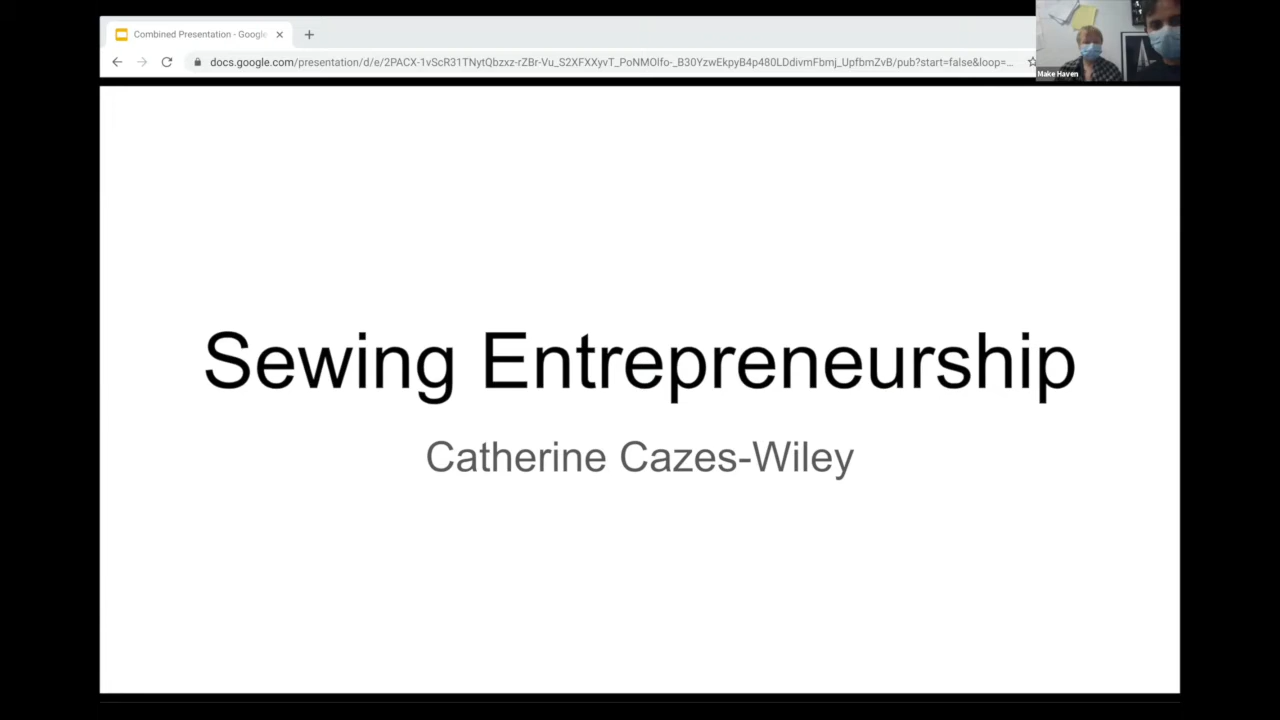 Combined Presentation - Google
docs.google.com/presentation/d/e/2PACX-1vScR31TNytQbzxz-rZBr-Vu_S2XFXXyvT_PoNMOlfo-_B30YzwEkpyB4p480LDdivmFbmj_UpfbmZvB/pub?start=false&loop=...
Make Haven
Sewing Entrepreneurship
Catherine Cazes-Wiley